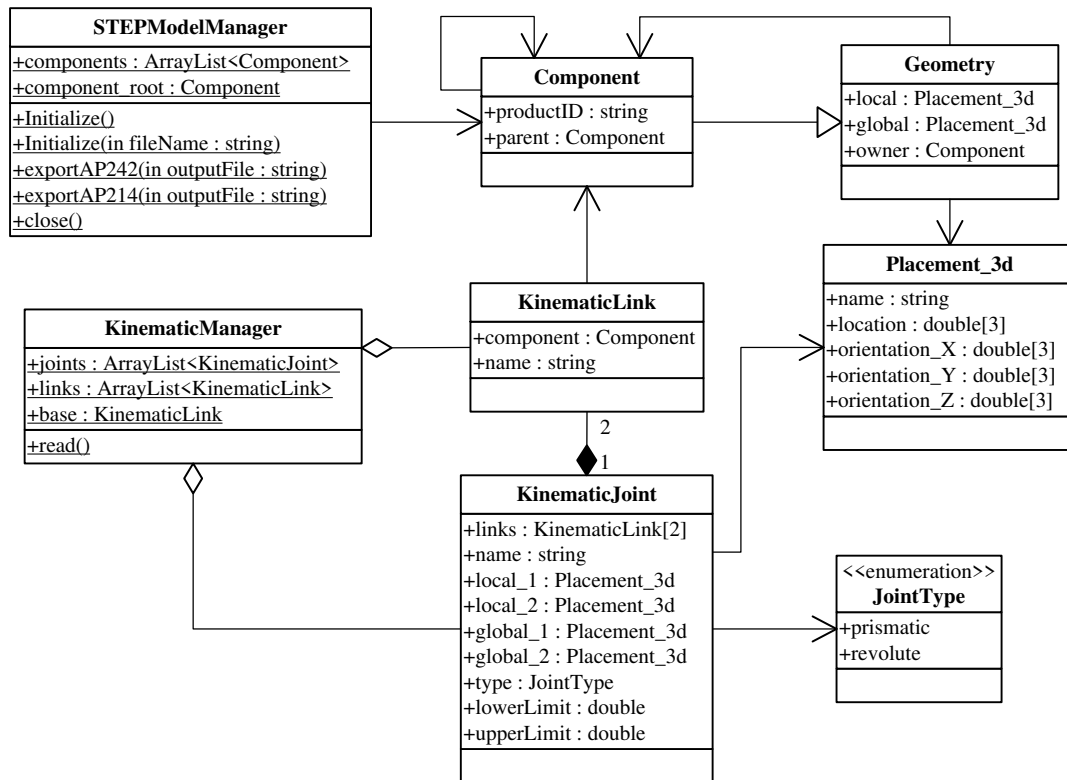 STEPModelManager
+components : ArrayList<Component>
+component_root : Component
+Initialize()
+Initialize(in fileName : string)
+exportAP242(in outputFile : string)
+exportAP214(in outputFile : string)
+close()
Component
+productID : string
+parent : Component
Geometry
+local : Placement_3d
+global : Placement_3d
+owner : Component
Placement_3d
+name : string
+location : double[3]
+orientation_X : double[3]
+orientation_Y : double[3]
+orientation_Z : double[3]
KinematicManager
+joints : ArrayList<KinematicJoint>
+links : ArrayList<KinematicLink>
+base : KinematicLink
+read()
KinematicLink
+component : Component
+name : string
2
1
KinematicJoint
+links : KinematicLink[2]
+name : string
+local_1 : Placement_3d
+local_2 : Placement_3d
+global_1 : Placement_3d
+global_2 : Placement_3d
+type : JointType
+lowerLimit : double
+upperLimit : double
<<enumeration>>
JointType
+prismatic
+revolute